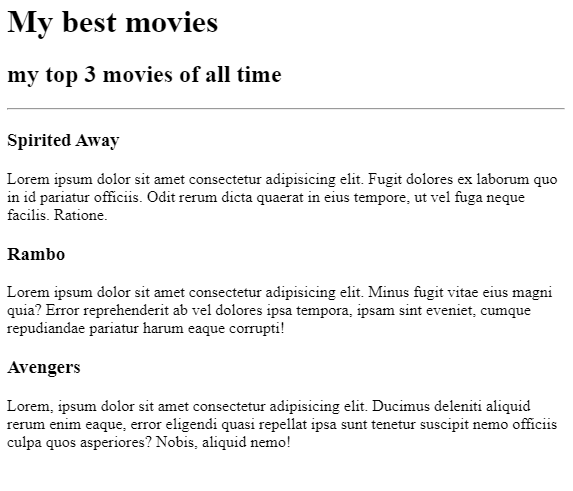 My best movies
my top 3 movies of all time
Spirited Away
Lorem ipsum dolor sit amet consectetur adipisicing elit. Fugit dolores ex laborum quo
in id pariatur officiis. Odit rerum dicta quaerat in eius tempore, ut vel fuga neque
facilis. Ratione.
Rambo
Lorem ipsum dolor sit amet consectetur adipisicing elit. Minus fugit vitae eius magni
quia? Error reprehenderit ab vel dolores ipsa tempora, ipsam sint eveniet, cumque
repudiandae pariatur harum eaque corrupti!
Avengers
Lorem, ipsum dolor sit amet consectetur adipisicing elit. Ducimus deleniti aliquid
rerum enim eaque, error eligendi quasi repellat ipsa sunt tenetur suscipit nemo officiis
culpa quos asperiores? Nobis, aliquid nemo!